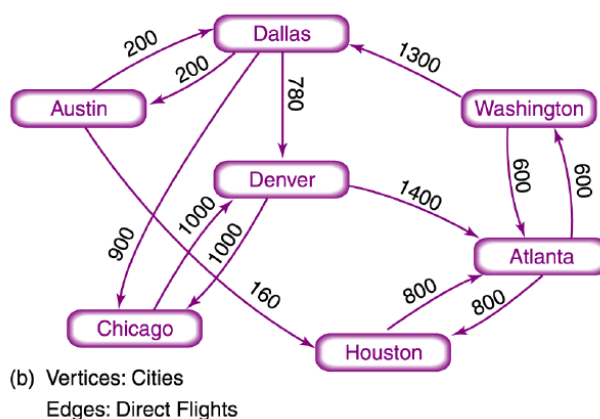 Dallas
200
200
1300
Austin
780
Washington
600
600
Denver
1400
1000
1000
900
Atlanta
160
800
800
Chicago
Houston
(b) Vertices: Cities
Edges: Direct Flights